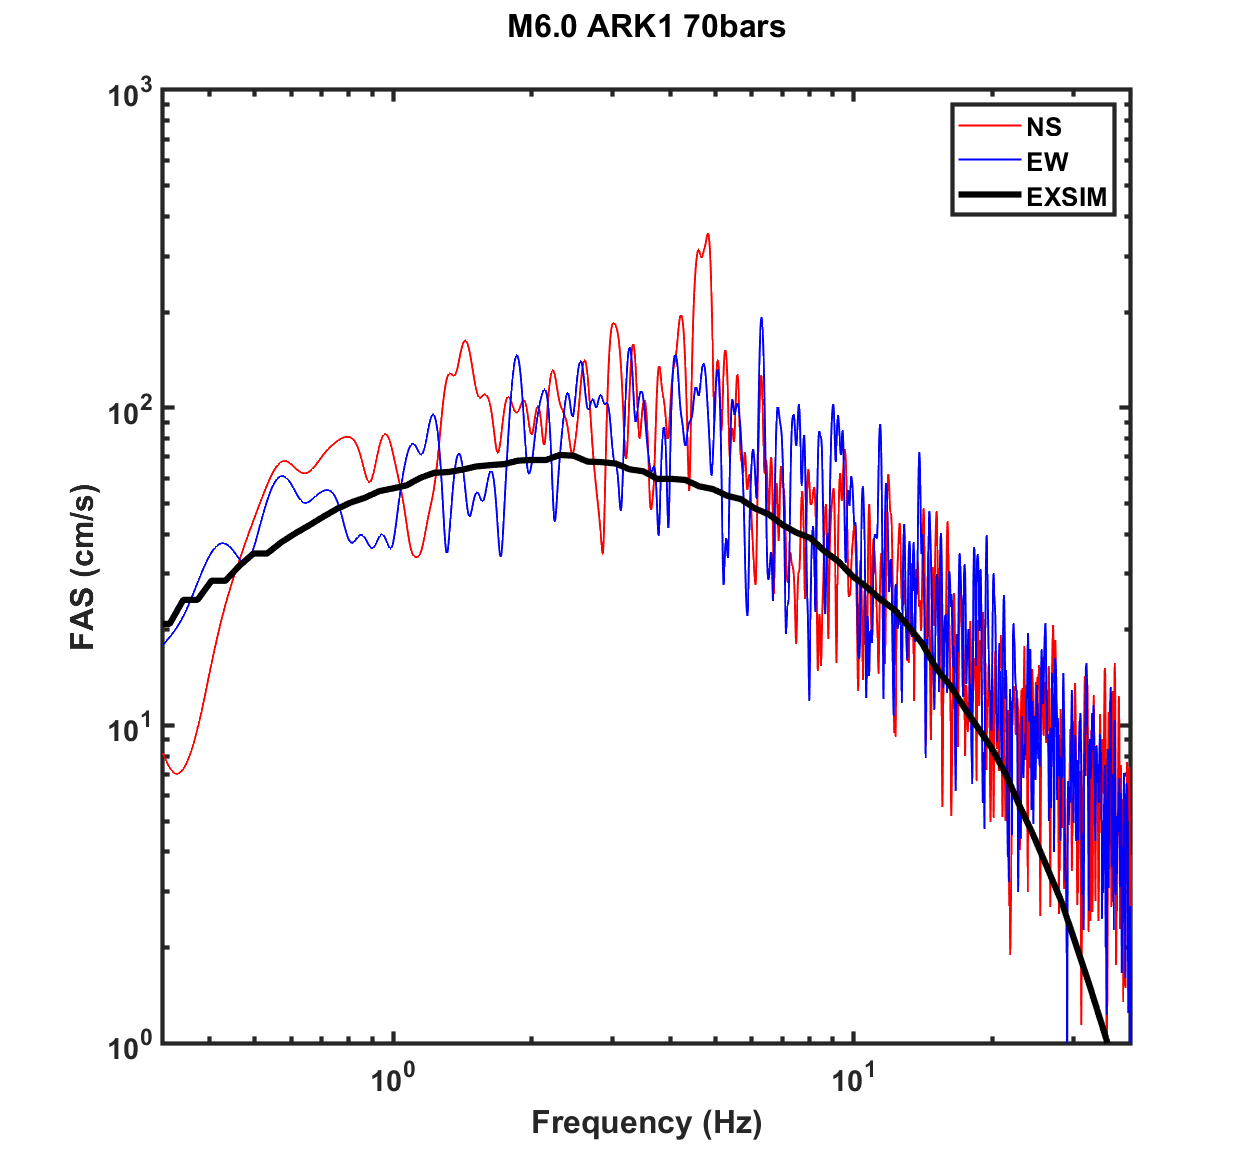 M6.0 ARK1 70bars
10^3
10^2
10^1
10^0
FAS (cm/s)
NS
EW
EXSIM
10^0
10^1
Frequency (Hz)